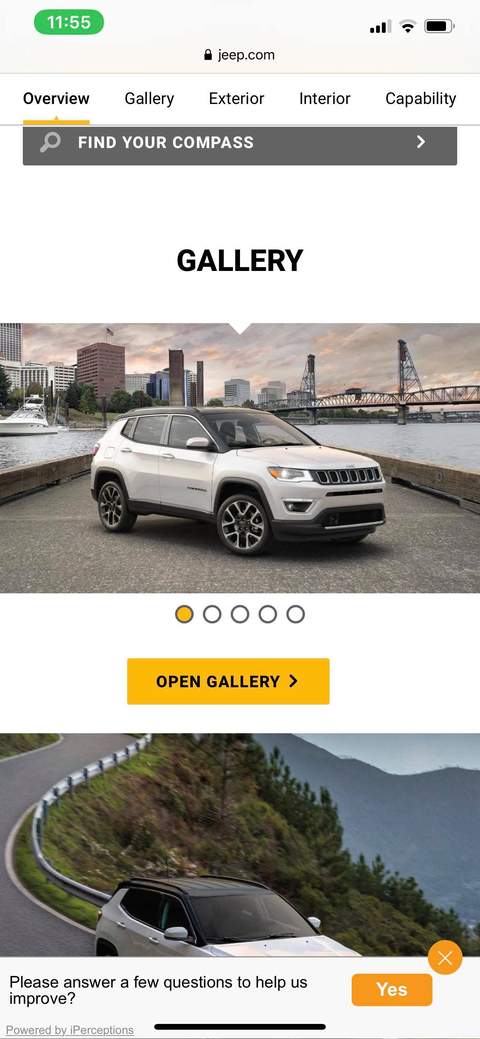 11:55
jeep.com
Overview Gallery Exterior Interior Capability
FIND YOUR COMPASS
GALLERY
OPEN GALLERY
Please answer a few questions to help us
improve?
Yes
Powered by iPerceptions